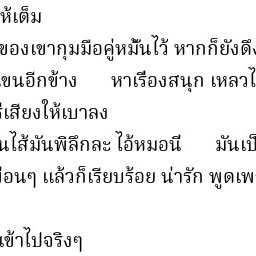 ห้เต็ม
ของเขากุมมือคู่หมั้นไว้ หากก็ยังดึง
ขนอีกข้าง หาเรื่องสนุก เหลวไ
เสียงให้เบาลง
ไส้มันพิลึกละ ไอ้หมอนี่ มันเป็
อนๆ แล้วก็เรียบร้อย น่ารัก พูดเพ
ข้าไปจริงๆ